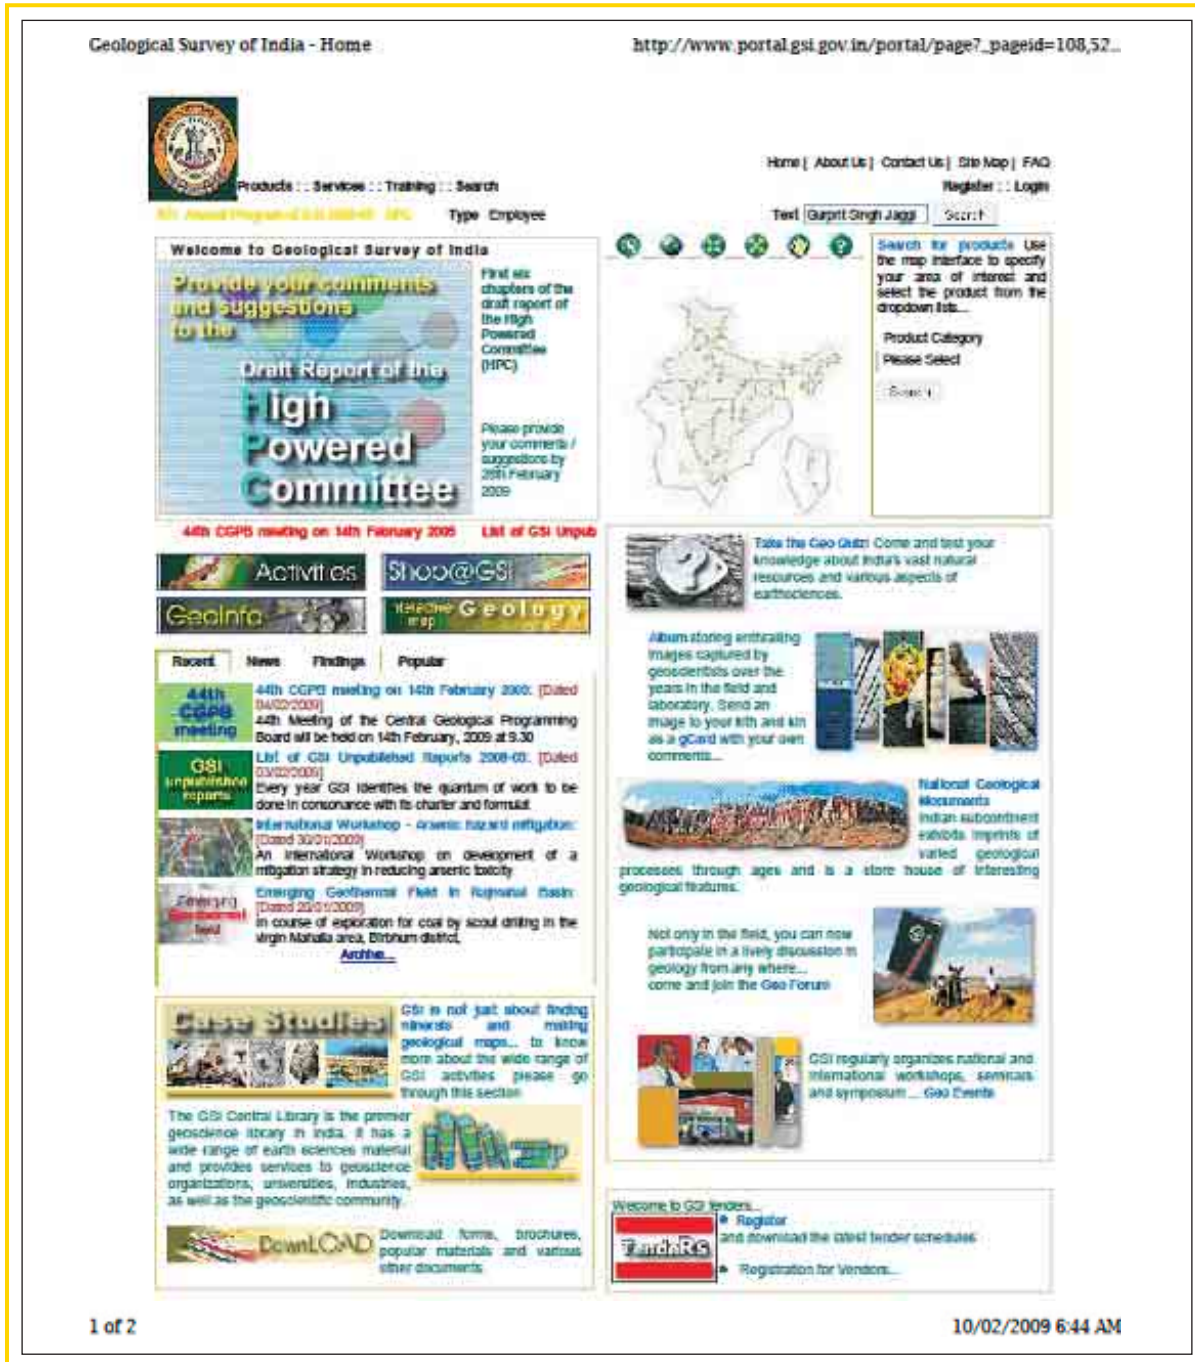 Geological Survey of India - Home
http://www.portal.gsi.gov.in/portal/page?_pageid=108,52...
Home | About Us | Contact Us | Site Map | FAQ
Products : : Services : : Training : : Search
Register : : Login
Type Employee
Text Gurprit Singh Jaggi Search
Welcome to Geological Survey of India
Provide your comments
and suggestions
to the
Draft Report of the
High
Powered
Committee
First six
chapters of the
draft report of
the High
Powered
Committee
(HPC)
Please provide
your comments /
suggestions by
28th February
2009
Search for products Use
the map interface to specify
your area of interest and
select the product from the
dropdown lists...
Product Category
Please Select
Search
44th CGPB meeting on 14th February 2009 List of GSI Unpub
Activities
Shop@GSI
GeoInfo
Interactive Geology
map
Recent News Findings Popular
44th
CGPB
meeting
44th CGPB meeting on 14th February 2009: [Dated
04/02/2009]
44th Meeting of the Central Geological Programming
Board will be held on 14th February, 2009 at 9.30
GSI
unpublished
reports
List of GSI Unpublished Reports 2008-09: [Dated
03/02/2009]
Every year GSI identifies the quantum of work to be
done in consonance with its charter and formulat
International Workshop - Arsenic hazard mitigation:
[Dated 30/01/2009]
An International Workshop on development of a
mitigation strategy in reducing arsenic toxicity
Emerging
Geothermal
field
Emerging Geothermal Field in Rajmahal Basin:
[Dated 20/01/2009]
In course of exploration for coal by scout drilling in the
virgin Mahalla area, Birbhum district,
Archive...
Take the Geo Quiz! Come and test your
knowledge about India's vast natural
resources and various aspects of
earthsciences.
Album storing enthralling
images captured by
geoscientists over the
years in the field and
laboratory. Send an
image to your kith and kin
as a gCard with your own
comments...
National Geological
Monuments
Indian subcontinent
exhibits imprints of
varied geological
processes through ages and is a store house of interesting
geological features.
Not only in the field, you can now
participate in a lively discussion in
geology from any where...
come and join the Geo Forum
GSI regularly organizes national and
international workshops, seminars
and symposium ... Geo Events
Case Studies
GSI is not just about finding
minerals and making
geological maps... to know
more about the wide range of
GSI activities please go
through this section
The GSI Central Library is the premier
geoscience library in India. It has a
wide range of earth sciences material
and provides services to geoscience
organizations, universities, industries,
as well as the geoscientific community.
DownLOAD
Download forms, brochures,
popular materials and various
other documents
Welcome to GSI tenders...
TendeRs
Register
and download the latest tender schedules
Registration for Vendors...
1 of 2
10/02/2009 6:44 AM